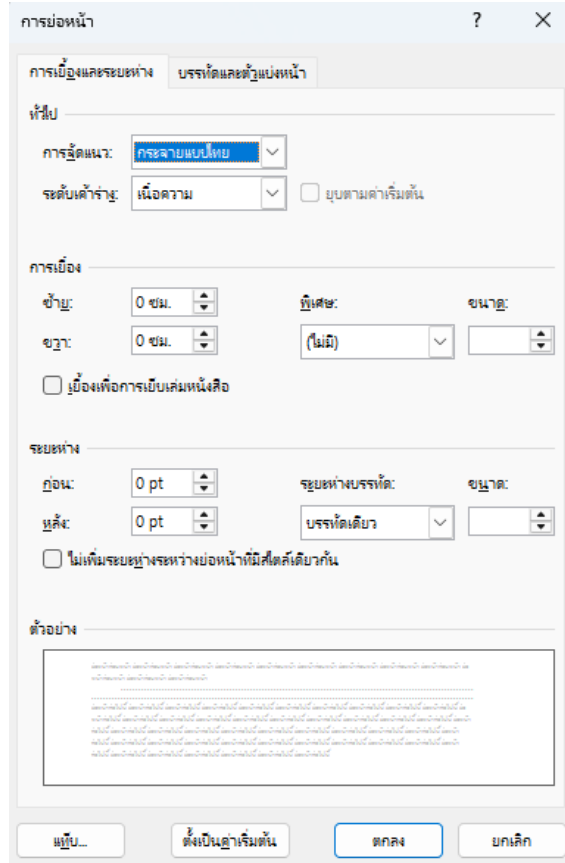 การย่อหน้า ?
การเยื้องและระยะห่าง บรรทัดและตัวแบ่งหน้า
ทั่วไป
การจัดแนว: กระจายแบบไทย
ระดับเค้าร่าง: เนื้อความ ยุบตามค่าเริ่มต้น
การเยื้อง
ซ้าย: 0 ซม. พิเศษ: ขนาด:
ขวา: 0 ซม. (ไม่มี)
เยื้องเพื่อการเย็บเล่มหนังสือ
ระยะห่าง
ก่อน: 0 pt ระยะห่างบรรทัด: ขนาด:
หลัง: 0 pt บรรทัดเดียว
ไม่เพิ่มระยะห่างระหว่างย่อหน้าที่มีสไตล์เดียวกัน
ตัวอย่าง
แท็บ... ตั้งเป็นค่าเริ่มต้น ตกลง ยกเลิก